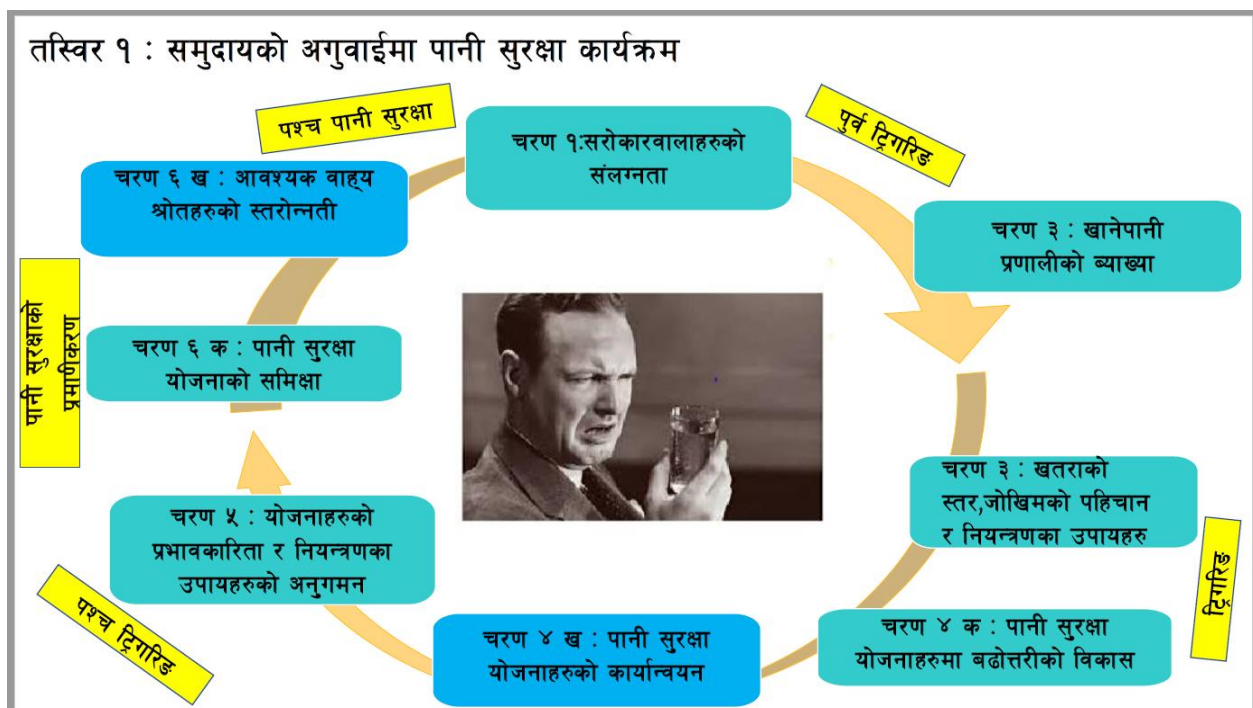 तस्विर १ : समुदायको अगुवाईमा पानी सुरक्षा कार्यक्रम
पश्च पानी सुरक्षा
पुर्व ट्रिगरिङ
चरण १:सरोकारवालाहरुको
संलग्नता
चरण ३ : खानेपानी
प्रणालीको ब्याख्या
चरण ३ : खतराको
स्तर,जोखिमको पहिचान
र नियन्त्रणका उपायहरु
ट्रिगरिङ
चरण ४ क : पानी सुरक्षा
योजनाहरुमा बढोत्तरीको विकास
चरण ४ ख : पानी सुरक्षा
योजनाहरुको कार्यान्वयन
पश्च ट्रिगरिङ
चरण ५ : योजनाहरुको
प्रभावकारिता र नियन्त्रणका
उपायहरुको अनुगमन
चरण ६ क : पानी सुरक्षा
योजनाको समिक्षा
पानी सुरक्षाको
प्रमाणीकरण
चरण ६ ख : आवश्यक वाह्य
श्रोतहरुको स्तरोन्नती